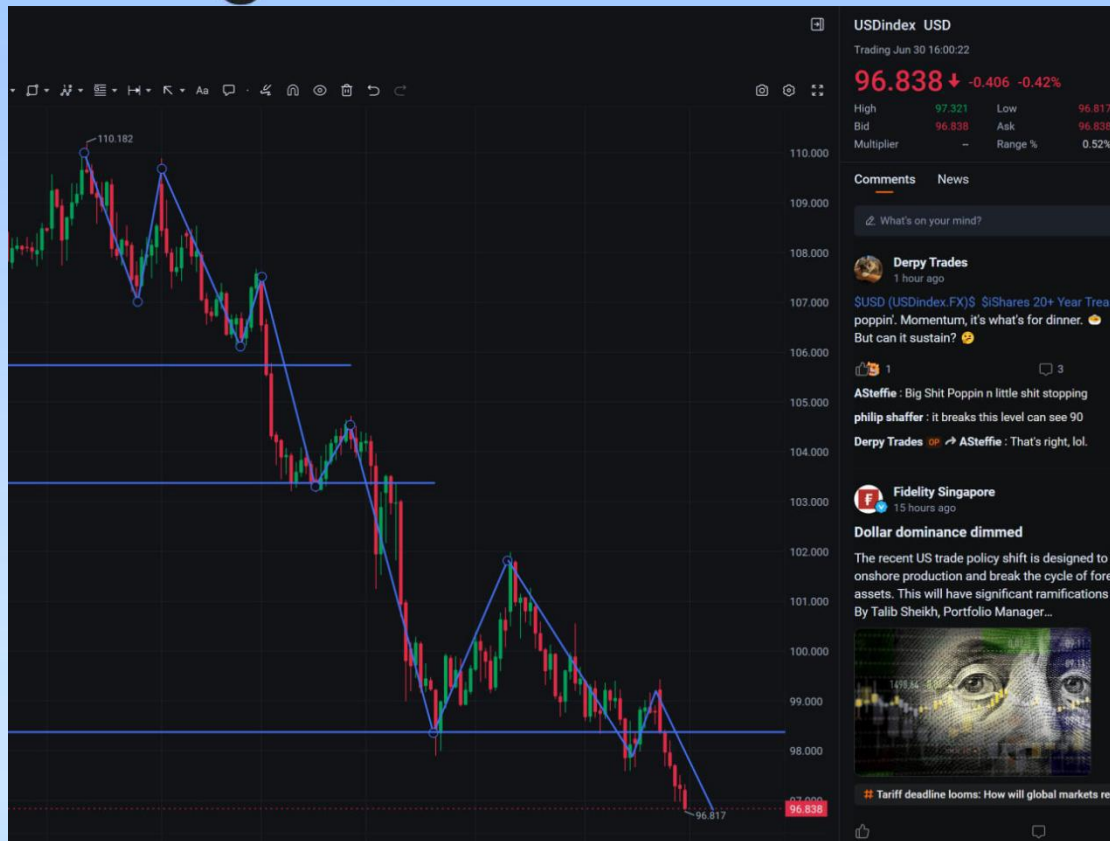 USDindex USD
Trading Jun 30 16:00:22
96.838 -0.406 -0.42%
High 97.321 Low 96.817
Bid 96.838 Ask 96.838
Multiplier – Range % 0.52%
Comments News
What's on your mind?
Derpy Trades
1 hour ago
$USD (USDindex.FX)$ $iShares 20+ Year Trea
poppin'. Momentum, it's what's for dinner.
But can it sustain?
1 3
ASteffie : Big Shit Poppin n little shit stopping
philip shaffer : it breaks this level can see 90
Derpy Trades OP ASteffie : That's right, lol.
Fidelity Singapore
15 hours ago
Dollar dominance dimmed
The recent US trade policy shift is designed to
onshore production and break the cycle of fore
assets. This will have significant ramifications
By Talib Sheikh, Portfolio Manager...
# Tariff deadline looms: How will global markets re
Aa
110.182
110.000
109.000
108.000
107.000
106.000
105.000
104.000
103.000
102.000
101.000
100.000
99.000
98.000
97.000
96.838
96.817